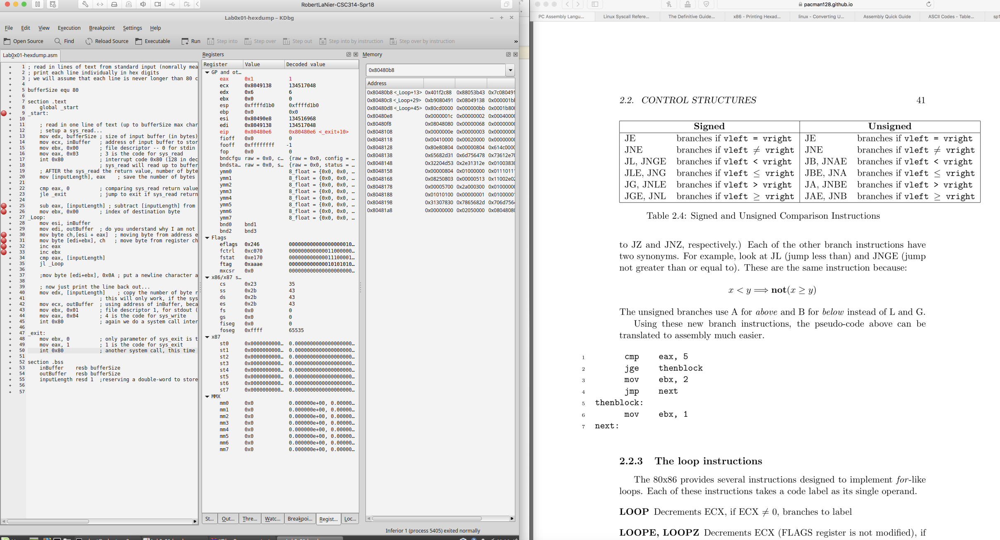 RobertLaNier-CSC314-Spr18
Lab0x01-hexdump – KDbg
File Edit View Execution Breakpoint Settings Help
Open Source Find Reload Source Executable Run Step into Step over Step out Step into by instruction Step over by instruction »
Lab0x01-hexdump.asm
1 ; read in lines of text from standard input (nomrally mea
2 ; print each line individually in hex digits
3 ; we will assume that each line is never longer than 80 c
4
5 bufferSize equ 80
6
7 section .text
8 global _start
9 _start:
10
11 ; read in one line of text (up to bufferSize max char
12 ; setup a sys_read...
13 mov edx, bufferSize ; size of input buffer (in bytes)
14 mov ecx, inBuffer ; address of input buffer to stor
15 mov ebx, 0x00 ; file descriptor -- 0 for stdin
16 mov eax, 0x03 ; 3 is the code for sys_read
17 int 0x80 ; interrupt code 0x80 (128 in dec
18 ; sys_read will read up to buffer
19 ; AFTER the sys_read the return value, number of byte
20 mov [inputLength], eax ; save the number of bytes
21
22 cmp eax, 0 ; comparing sys_read return value
23 jle _exit ; jump to exit if sys_read return
24
25 sub eax, [inputLength] ; subtract [inputLength] from
26 mov ebx, 0x00 ; index of destination byte
27 _Loop:
28 mov esi, inBuffer
29 mov edi, outBuffer ; do you understand why I am not
30 mov byte ch,[esi + eax] ; moving byte from address e
31 mov byte [edi+ebx], ch ; move byte from register ch
32 inc eax
33 inc ebx
34 cmp eax, [inputLength]
35 jl _Loop
36
37 ;mov byte [edi+ebx], 0x0A ; put a newline character a
38
39 ; now just print the line back out...
40 mov edx, [inputLength] ; copy the number of byte r
41 ; this will only work, if the sys
42 mov ecx, outBuffer ; using address of inBuffer, beca
43 mov ebx, 0x01 ; file descriptor 1, for stdout (
44 mov eax, 0x04 ; 4 is the code for sys_write
45 int 0x80 ; again we do a system call inter
46
47 _exit:
48 mov ebx, 0 ; only parameter of sys_exit is t
49 mov eax, 1 ; 1 is the code for sys_exit
50 int 0x80 ; another system call, this time
51
52 section .bss
53 inBuffer resb bufferSize
54 outBuffer resb bufferSize
55 inputLength resd 1 ;reserving a double-word to store
56
57
Registers
Register Value Decoded value
GP and ot...
eax 0x1 1
ecx 0x8049138 134517048
edx 0x6 6
ebx 0x0 0
esp 0xffffd1b0 0xffffd1b0
ebp 0x0 0x0
esi 0x80490e8 134516968
edi 0x8049138 134517048
eip 0x80480e6 0x80480e6 <_exit+10>
fioff 0x0 0
fooff 0xffffffff -1
fop 0x0 0
bndcfgu raw = 0x0, c... {raw = 0x0, config = ...
bndsta... raw = 0x0, s... {raw = 0x0, status = ...
ymm0 8_float = {0x0, 0x0, ...
ymm1 8_float = {0x0, 0x0, ...
ymm2 8_float = {0x0, 0x0, ...
ymm3 8_float = {0x0, 0x0, ...
ymm4 8_float = {0x0, 0x0, ...
ymm5 8_float = {0x0, 0x0, ...
ymm6 8_float = {0x0, 0x0, ...
ymm7 8_float = {0x0, 0x0, ...
bnd0 bnd1
bnd2 bnd3
Flags
eflags 0x246 0000000000000000000010...
fctrl 0xc070 000000000000011000000...
fstat 0xe170 000000000000011100001...
ftag 0xaaae 000000000000010101010...
mxcsr 0x0 000000000000000000000...
x86/x87 s...
cs 0x23 35
ss 0x2b 43
ds 0x2b 43
es 0x2b 43
fs 0x0 0
gs 0x0 0
fiseg 0x0 0
foseg 0xffff 65535
x87
st0 0x0000000000... 0.0000000000000000000...
st1 0x0000000000... 0.0000000000000000000...
st2 0x0000000000... 0.0000000000000000000...
st3 0x0000000000... 0.0000000000000000000...
st4 0x0000000000... 0.0000000000000000000...
st5 0x0000000000... 0.0000000000000000000...
st6 0x0000000000... 0.0000000000000000000...
st7 0x0000000000... 0.0000000000000000000...
MMX
mm0 0x0 0.000000e+00, 0.00000...
mm1 0x0 0.000000e+00, 0.00000...
mm2 0x0 0.000000e+00, 0.00000...
mm3 0x0 0.000000e+00, 0.00000...
mm4 0x0 0.000000e+00, 0.00000...
mm5 0x0 0.000000e+00, 0.00000...
mm6 0x0 0.000000e+00, 0.00000...
mm7 0x0 0.000000e+00, 0.00000...
St... Out... Thre... Watc... Breakpoi... Regist... Loc...
Memory
0x80480b8
Address
0x80480b8 <_Loop+13> 0x401f2c88 0x88053b43 0x7c080491
0x80480c8 <_Loop+29> 0xb9080491 0x08049138 0x000001bb
0x80480d8 <_Loop+45> 0x80cd0000 0x000000bb 0x0001b800
0x80480e8 0x0000001c 0x00000002 0x00040000
0x80480f8 0x08048080 0x00000068 0x00000000
0x8048108 0x0000000e 0x00000003 0x00000000
0x8048118 0x00410000 0x00020000 0x00000000
0x8048128 0x80e80804 0x00000804 0x614c0000
0x8048138 0x65682d31 0x6d756478 0x73612e70
0x8048148 0x32204d53 0x2e31312e 0x01003830
0x8048158 0x00000804 0x01000000 0x01110111
0x8048168 0x08250803 0x00000513 0x11002e02
0x8048178 0x00005700 0x2a000300 0x01000000
0x8048188 0x01010100 0x00000001 0x01000001
0x8048198 0x31307830 0x7865682d 0x706d7564
0x80481a8 0x00000000 0x02050000 0x08048080
Inferior 1 (process 5405) exited normally
pacman128.github.io
PC Assembly Langu... Linux Syscall Refere... The Definitive Guide... x86 - Printing Hexad... linux - Converting U... Assembly Quick Guide ASCII Codes - Table... sp1
2.2. CONTROL STRUCTURES 41
Signed Unsigned
JE branches if vleft = vright JE branches if vleft = vright
JNE branches if vleft ≠ vright JNE branches if vleft ≠ vright
JL, JNGE branches if vleft < vright JB, JNAE branches if vleft < vright
JLE, JNG branches if vleft ≤ vright JBE, JNA branches if vleft ≤ vright
JG, JNLE branches if vleft > vright JA, JNBE branches if vleft > vright
JGE, JNL branches if vleft ≥ vright JAE, JNB branches if vleft ≥ vright
Table 2.4: Signed and Unsigned Comparison Instructions
to JZ and JNZ, respectively.) Each of the other branch instructions have
two synonyms. For example, look at JL (jump less than) and JNGE (jump
not greater than or equal to). These are the same instruction because:
x < y ⟹ not(x ≥ y)
The unsigned branches use A for above and B for below instead of L and G.
Using these new branch instructions, the pseudo-code above can be
translated to assembly much easier.
1 cmp eax, 5
2 jge thenblock
3 mov ebx, 2
4 jmp next
5 thenblock:
6 mov ebx, 1
7 next:
2.2.3 The loop instructions
The 80x86 provides several instructions designed to implement for-like
loops. Each of these instructions takes a code label as its single operand.
LOOP Decrements ECX, if ECX ≠ 0, branches to label
LOOPE, LOOPZ Decrements ECX (FLAGS register is not modified), if